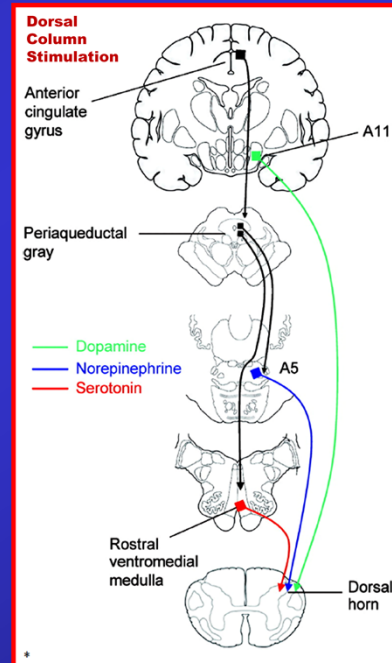 Dorsal
Column
Stimulation
Anterior
cingulate
gyrus
A11
Periaqueductal
gray
Dopamine
Norepinephrine
Serotonin
A5
Rostral
ventromedial
medulla
Dorsal
horn
*